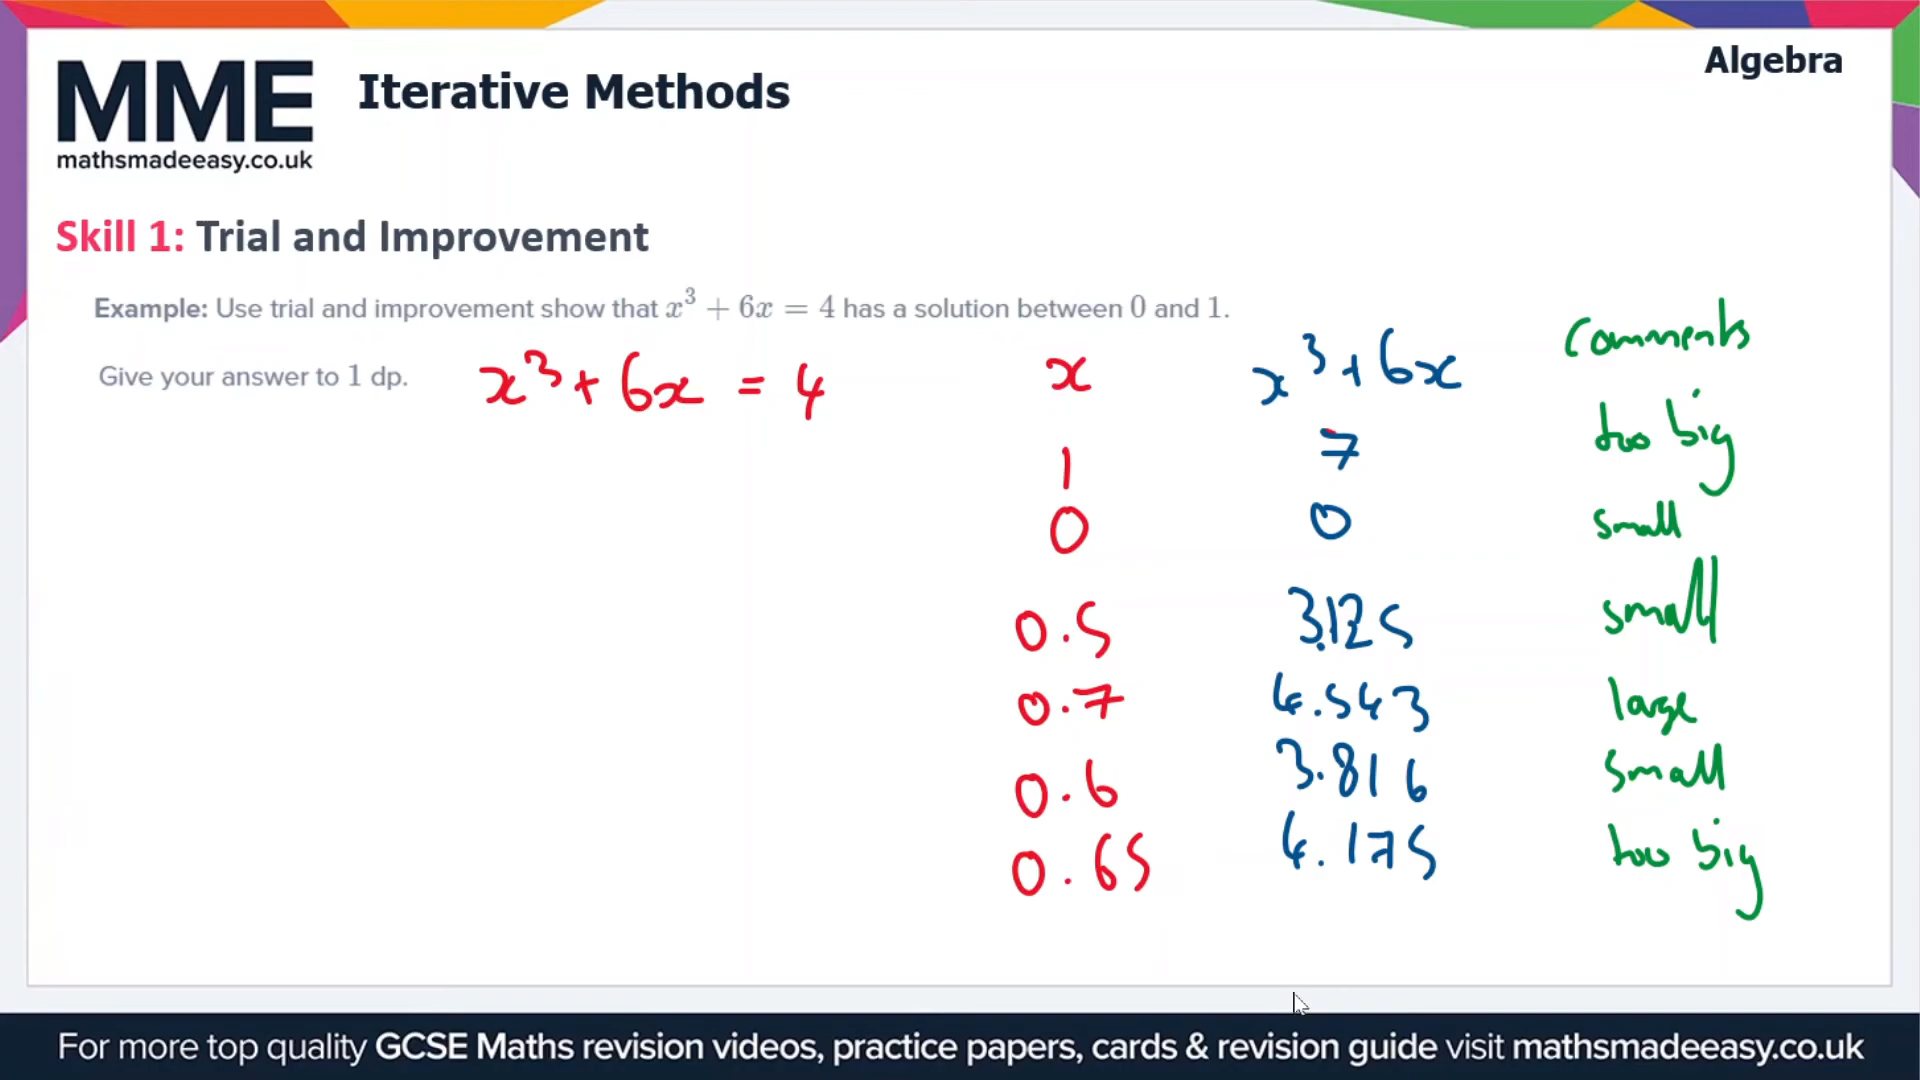 MME
mathsmadeeasy.co.uk
Iterative Methods
Algebra
Skill 1: Trial and Improvement
Example: Use trial and improvement show that x³ + 6x = 4 has a solution between 0 and 1.
Give your answer to 1 dp.
x³ + 6x = 4
x x³ + 6x comments
1 7 too big
0 0 small
0.5 3.125 small
0.7 4.543 large
0.6 3.816 small
0.65 4.175 too big
For more top quality GCSE Maths revision videos, practice papers, cards & revision guide visit mathsmadeeasy.co.uk